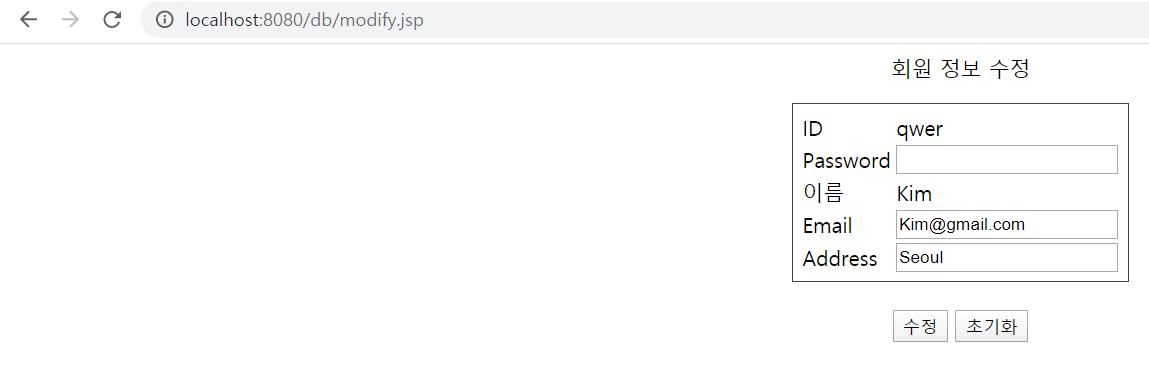 localhost:8080/db/modify.jsp
회원 정보 수정
ID qwer
Password
이름 Kim
Email Kim@gmail.com
Address Seoul
수정 초기화